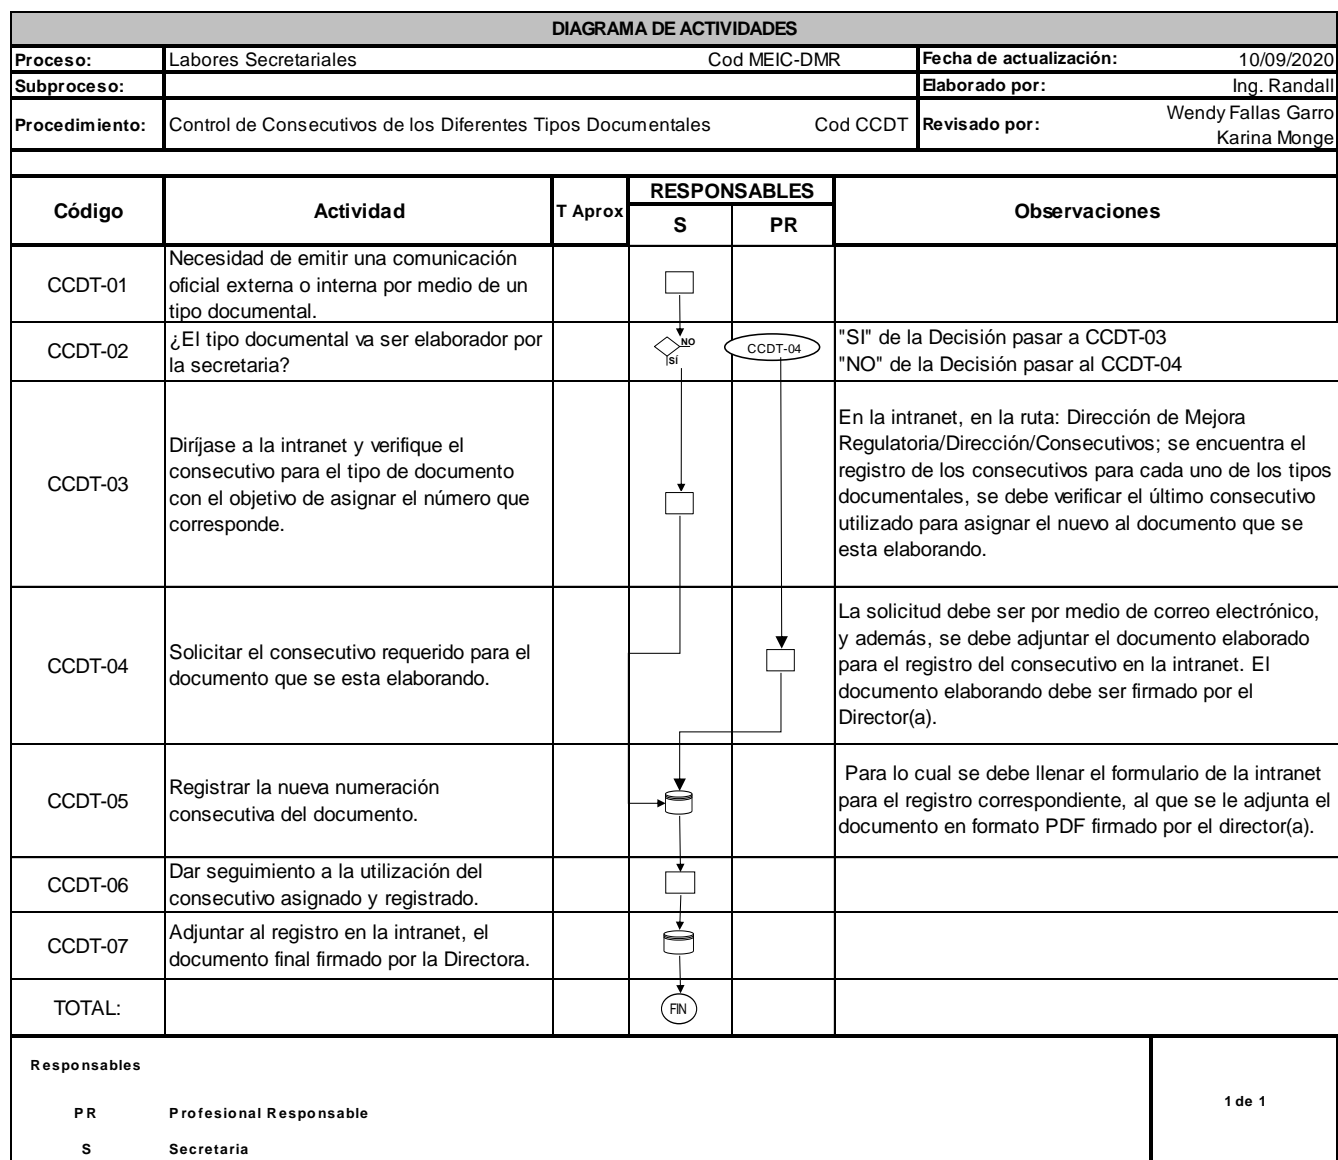 DIAGRAMA DE ACTIVIDADES
Proceso: Labores Secretariales Cod MEIC-DMR Fecha de actualización: 10/09/2020
Subproceso: Elaborado por: Ing. Randall
Procedimiento: Control de Consecutivos de los Diferentes Tipos Documentales Cod CCDT Revisado por: Wendy Fallas Garro
Karina Monge
Código Actividad T Aprox RESPONSABLES Observaciones
S PR
CCDT-01
Necesidad de emitir una comunicación
oficial externa o interna por medio de un
tipo documental.
CCDT-02
¿El tipo documental va ser elaborador por
la secretaria?
NO
SÍ
CCDT-04
"SI" de la Decisión pasar a CCDT-03
"NO" de la Decisión pasar al CCDT-04
CCDT-03
Diríjase a la intranet y verifique el
consecutivo para el tipo de documento
con el objetivo de asignar el número que
corresponde.
En la intranet, en la ruta: Dirección de Mejora
Regulatoria/Dirección/Consecutivos; se encuentra el
registro de los consecutivos para cada uno de los tipos
documentales, se debe verificar el último consecutivo
utilizado para asignar el nuevo al documento que se
esta elaborando.
CCDT-04
Solicitar el consecutivo requerido para el
documento que se esta elaborando.
La solicitud debe ser por medio de correo electrónico,
y además, se debe adjuntar el documento elaborado
para el registro del consecutivo en la intranet. El
documento elaborando debe ser firmado por el
Director(a).
CCDT-05
Registrar la nueva numeración
consecutiva del documento.
Para lo cual se debe llenar el formulario de la intranet
para el registro correspondiente, al que se le adjunta el
documento en formato PDF firmado por el director(a).
CCDT-06
Dar seguimiento a la utilización del
consecutivo asignado y registrado.
CCDT-07
Adjuntar al registro en la intranet, el
documento final firmado por la Directora.
TOTAL:
FIN
Responsables
PR Profesional Responsable
S Secretaria
1 de 1